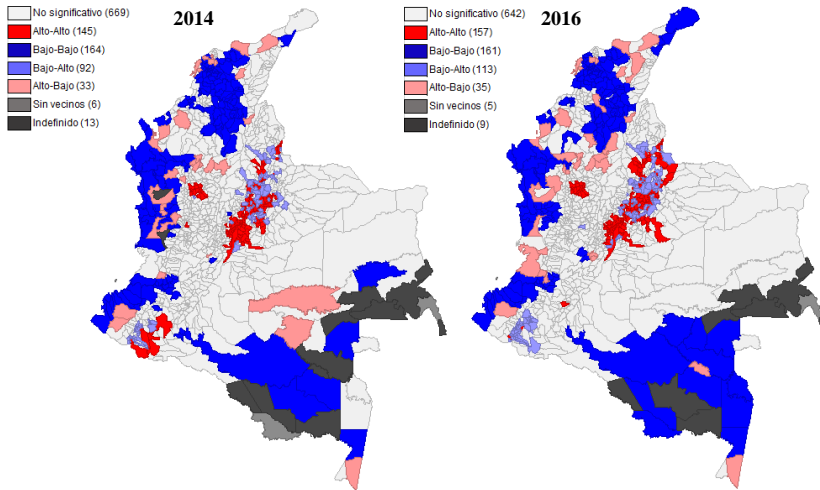 2014
No significativo (669)
Alto-Alto (145)
Bajo-Bajo (164)
Bajo-Alto (92)
Alto-Bajo (33)
Sin vecinos (6)
Indefinido (13)
2016
No significativo (642)
Alto-Alto (157)
Bajo-Bajo (161)
Bajo-Alto (113)
Alto-Bajo (35)
Sin vecinos (5)
Indefinido (9)